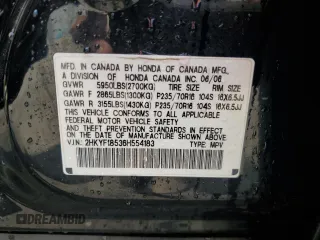 MFD. IN CANADA BY HONDA OF CANADA MFG.,
A DIVISION OF HONDA CANADA INC. 06/06
GVWR 5950LBS(2700KG) TIRE SIZE RIM SIZE
GAWR F 2865LBS(1300KG) P235/70R16 104S 16X6.5JJ
GAWR R 3155LBS(1430KG) P235/70R16 104S 16X6.5JJ
THIS VEHICLE CONFORMS TO ALL APPLICABLE
FEDERAL MOTOR VEHICLE SAFETY AND THEFT
PREVENTION STANDARDS IN EFFECT ON
THE DATE OF MANUFACTURE SHOWN ABOVE.
V.I.N.: 2HKYF18536H554183 TYPE: MPV
DREAMBID